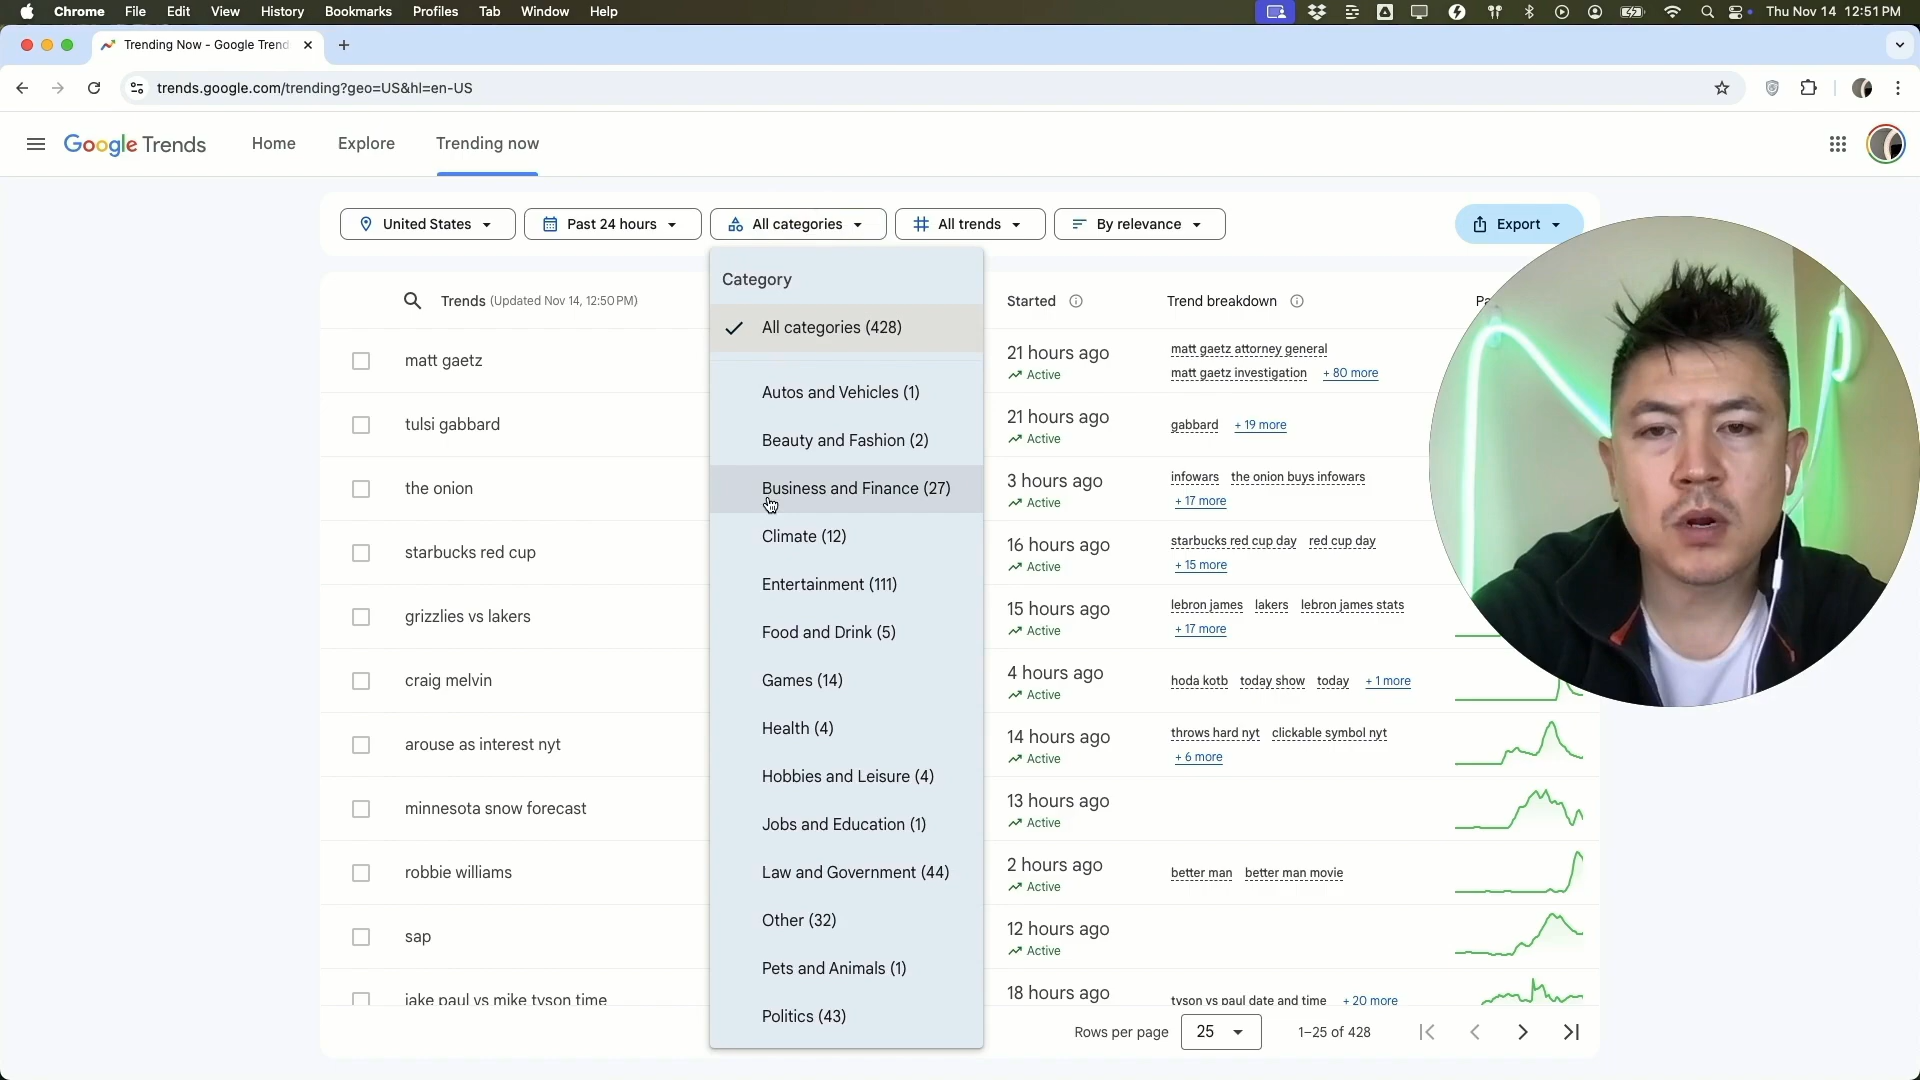 Chrome File Edit View History Bookmarks Profiles Tab Window Help Thu Nov 14 12:51 PM
Trending Now - Google Trend
trends.google.com/trending?geo=US&hl=en-US
Google Trends Home Explore Trending now
United States Past 24 hours All categories All trends By relevance Export
Trends (Updated Nov 14, 12:50 PM) Started Trend breakdown
Category
All categories (428)
Autos and Vehicles (1)
Beauty and Fashion (2)
Business and Finance (27)
Climate (12)
Entertainment (111)
Food and Drink (5)
Games (14)
Health (4)
Hobbies and Leisure (4)
Jobs and Education (1)
Law and Government (44)
Other (32)
Pets and Animals (1)
Politics (43)
matt gaetz 21 hours ago matt gaetz attorney general
Active matt gaetz investigation + 80 more
tulsi gabbard 21 hours ago
Active gabbard + 19 more
the onion 3 hours ago infowars the onion buys infowars
Active + 17 more
starbucks red cup 16 hours ago starbucks red cup day red cup day
Active + 15 more
grizzlies vs lakers 15 hours ago lebron james lakers lebron james stats
Active + 17 more
craig melvin 4 hours ago hoda kotb today show today + 1 more
Active
arouse as interest nyt 14 hours ago throws hard nyt clickable symbol nyt
Active + 6 more
minnesota snow forecast 13 hours ago
Active
robbie williams 2 hours ago better man better man movie
Active
sap 12 hours ago
Active
jake paul vs mike tyson time 18 hours ago tyson vs paul date and time + 20 more
Rows per page 25 1–25 of 428